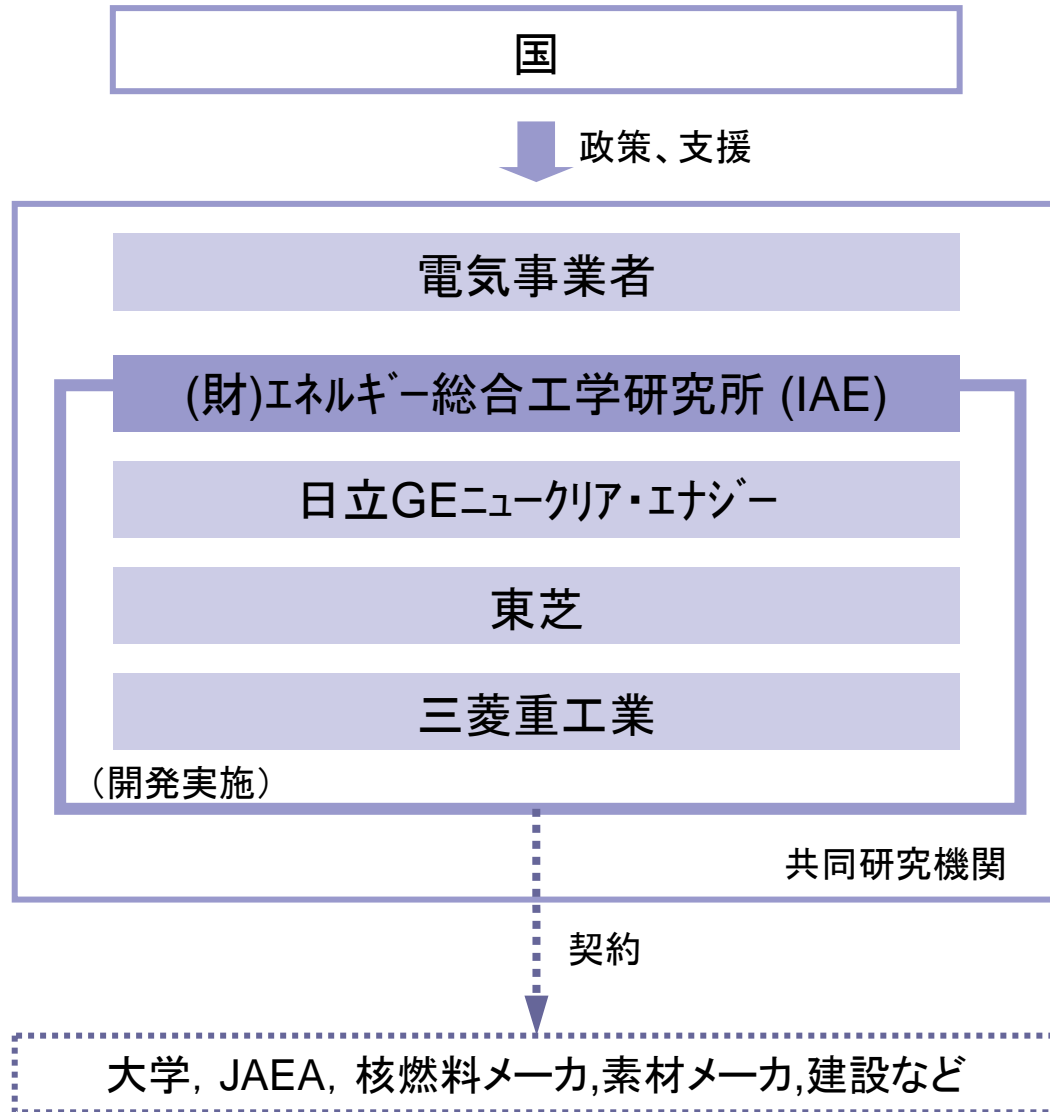 国
政策、支援
電気事業者
(財)ｴﾈﾙｷﾞｰ総合工学研究所 (IAE)
日立GEﾆｭｰｸﾘｱ・ｴﾅｼﾞｰ
東芝
三菱重工業
（開発実施）
共同研究機関
契約
大学, JAEA, 核燃料メーカ,素材メーカ,建設など